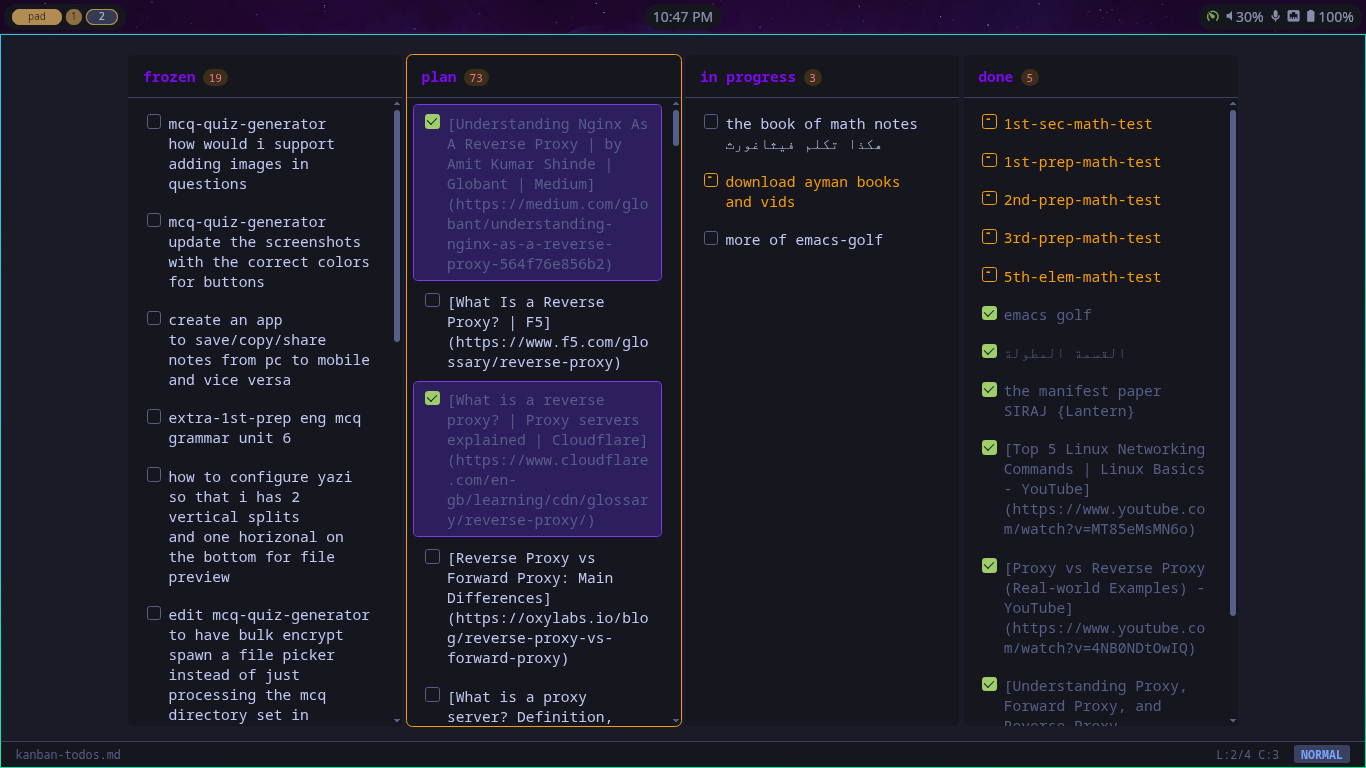 pad 1 2
10:47 PM
30% 100%
frozen 19
mcq-quiz-generator
how would i support
adding images in
questions
mcq-quiz-generator
update the screenshots
with the correct colors
for buttons
create an app
to save/copy/share
notes from pc to mobile
and vice versa
extra-1st-prep eng mcq
grammar unit 6
how to configure yazi
so that i has 2
vertical splits
and one horizonal on
the bottom for file
preview
edit mcq-quiz-generator
to have bulk encrypt
spawn a file picker
instead of just
processing the mcq
directory set in
plan 73
[Understanding Nginx As
A Reverse Proxy | by
Amit Kumar Shinde |
Globant | Medium]
(https://medium.com/glo
bant/understanding-
nginx-as-a-reverse-
proxy-564f76e856b2)
[What Is a Reverse
Proxy? | F5]
(https://www.f5.com/glo
ssary/reverse-proxy)
[What is a reverse
proxy? | Proxy servers
explained | Cloudflare]
(https://www.cloudflare
.com/en-
gb/learning/cdn/glossar
y/reverse-proxy/)
[Reverse Proxy vs
Forward Proxy: Main
Differences]
(https://oxylabs.io/blo
g/reverse-proxy-vs-
forward-proxy)
[What is a proxy
server? Definition,
in progress 3
the book of math notes
هكذا تكلم فيثاغورث
download ayman books
and vids
more of emacs-golf
done 5
1st-sec-math-test
1st-prep-math-test
2nd-prep-math-test
3rd-prep-math-test
5th-elem-math-test
emacs golf
القسمة المطولة
the manifest paper
SIRAJ {Lantern}
[Top 5 Linux Networking
Commands | Linux Basics
- YouTube]
(https://www.youtube.co
m/watch?v=MT85eMsMN6o)
[Proxy vs Reverse Proxy
(Real-world Examples) -
YouTube]
(https://www.youtube.co
m/watch?v=4NB0NDtOwIQ)
[Understanding Proxy,
Forward Proxy, and
Reverse Proxy
kanban-todos.md
L:2/4 C:3 NORMAL